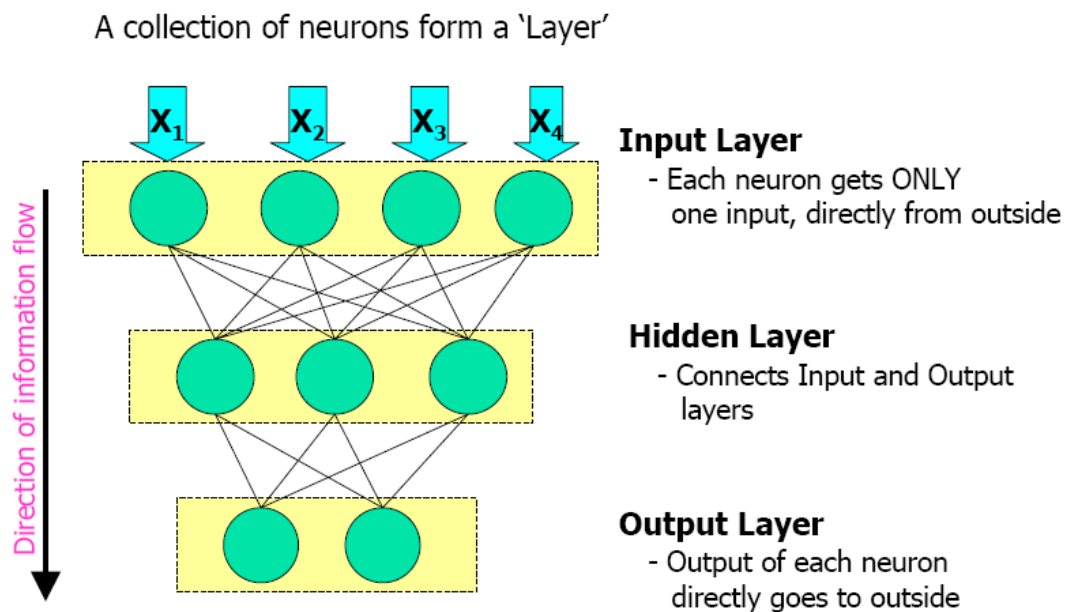 A collection of neurons form a ‘Layer’
X1
X2
X3
X4
Input Layer
- Each neuron gets ONLY
one input, directly from outside
Direction of information flow
Hidden Layer
- Connects Input and Output
layers
Output Layer
- Output of each neuron
directly goes to outside